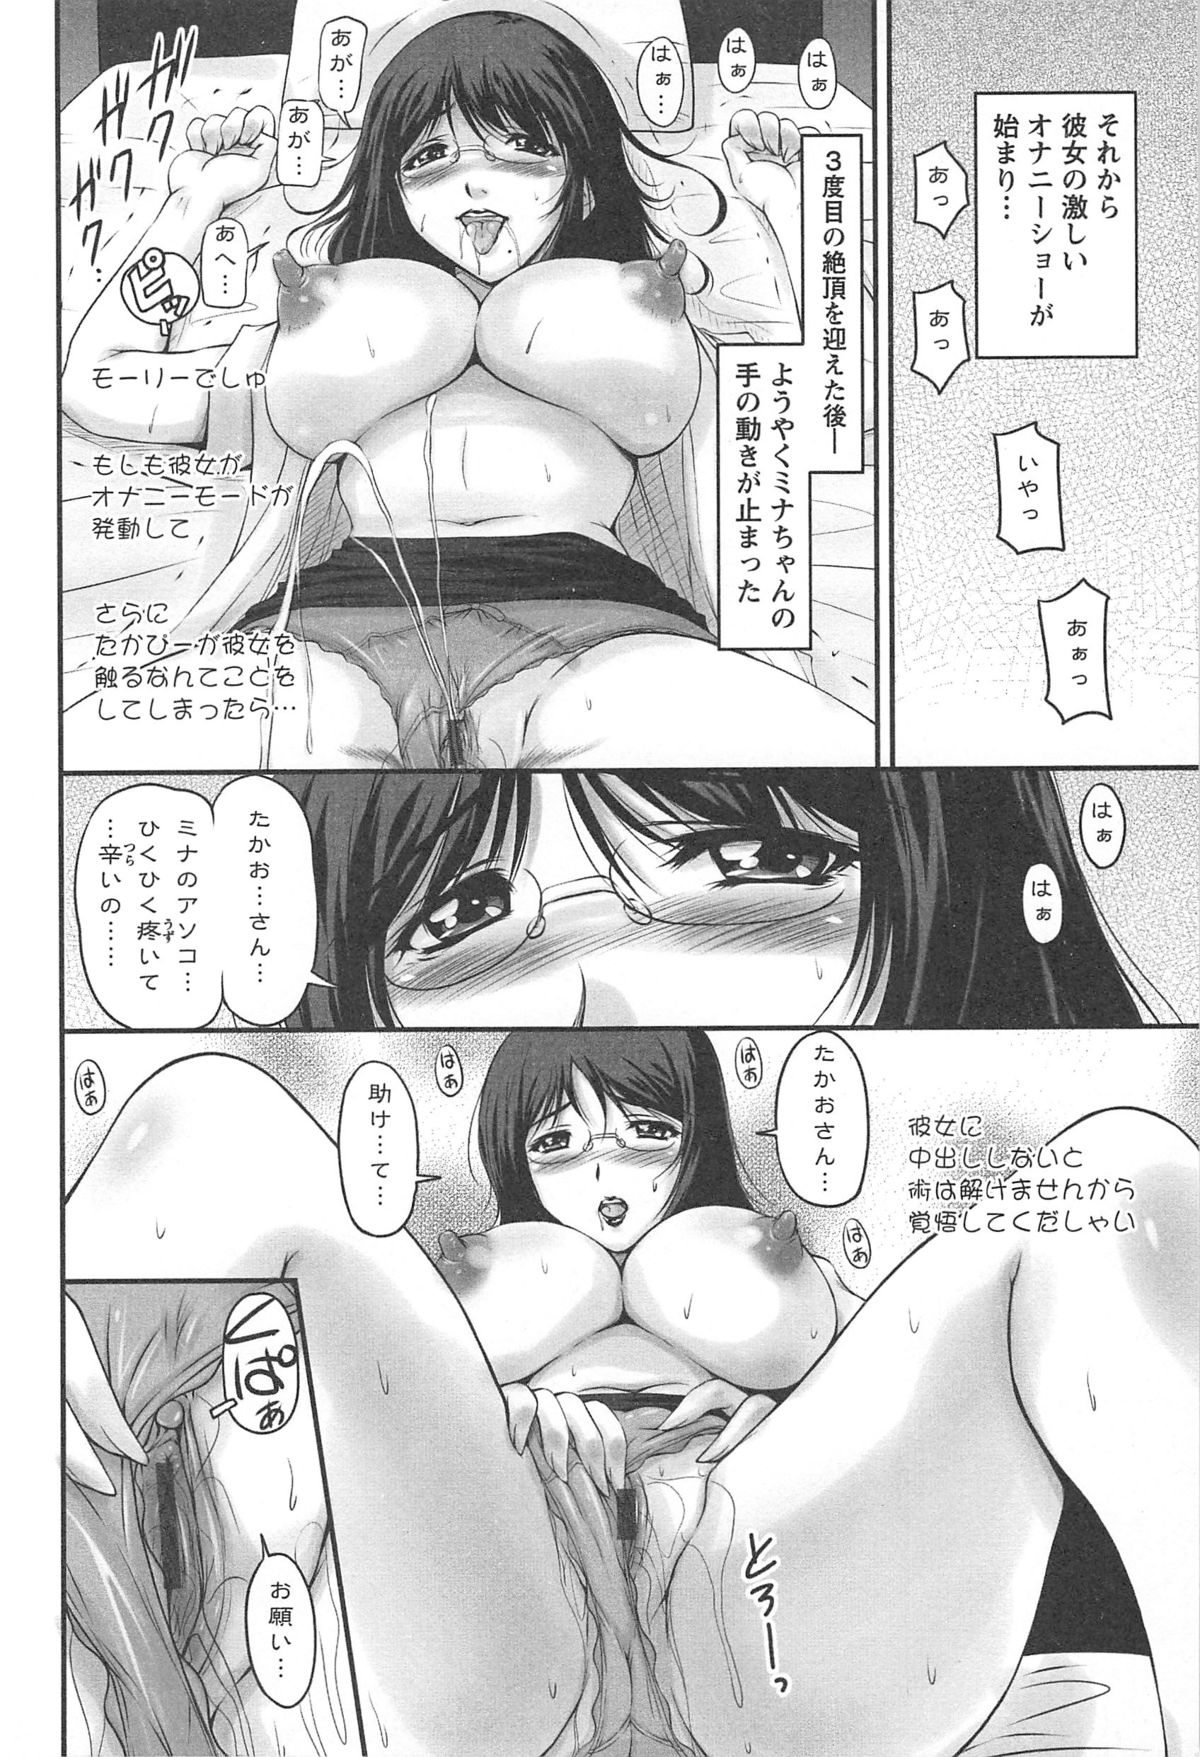 それから
彼女の激しい
オナニーショーが
始まり…
あっ
あっ
いやっ
あぁっ
はぁ
はぁ
はぁ…
3度目の絶頂を迎えた後―
ようやくミナちゃんの
手の動きが止まった
あが…
あが…
あへ…
ガクガクガク…
ピッ
モーリーでしゅ
もしも彼女が
オナニーモードが
発動して
さらに
たかぴーが彼女を
触るなんてことを
してしまったら…
はぁ
はぁ
たかお…さん…
ミナのアソコ…
ひくひく疼いて
うず
…辛いの……
つら
たかおさん…
助け…て…
はぁ
はぁ
はぁ
はぁ
彼女に
中出ししないと
術は解けませんから
覚悟してくだしゃい
とろーっ
くぱぁ
お願い…